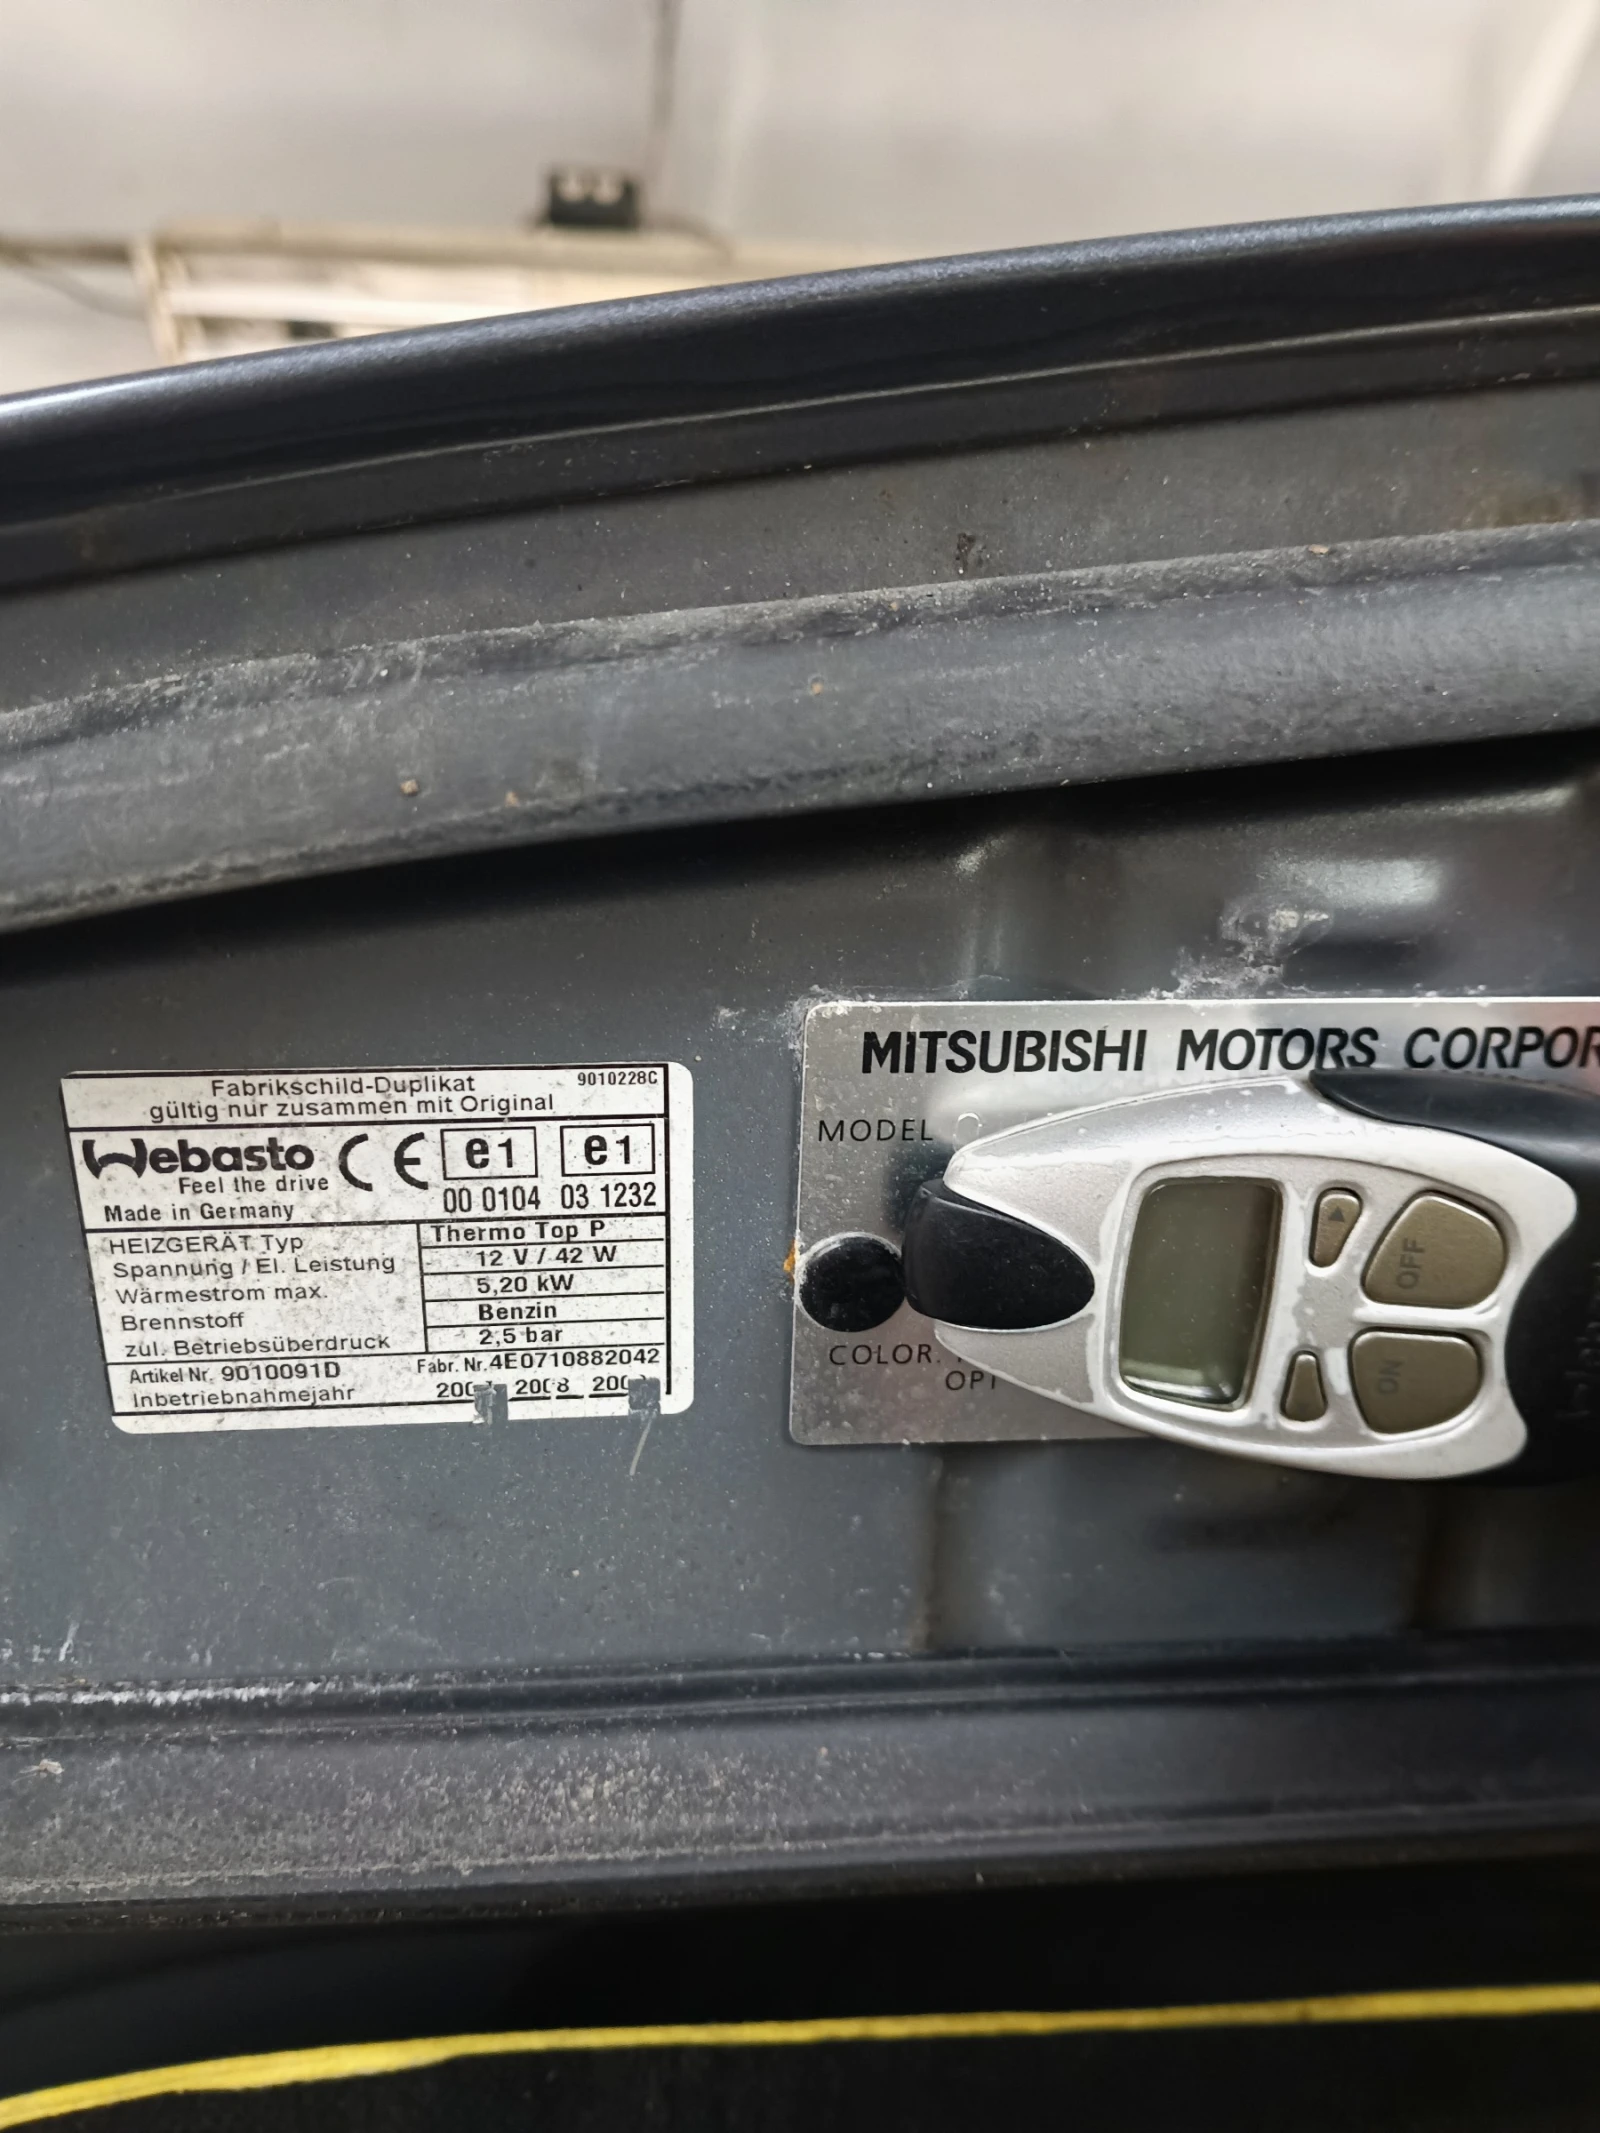 Fabrikschild-Duplikat 9010228C
gültig nur zusammen mit Original
Webasto CE e1 e1
Feel the drive
00 0104 03 1232
Made in Germany
HEIZGERÄT Typ Thermo Top P
Spannung / El. Leistung 12 V / 42 W
Wärmestrom max. 5,20 kW
Brennstoff Benzin
zul. Betriebsüberdruck 2,5 bar
Artikel Nr. 9010091D Fabr. Nr. 4E0710882042
Inbetriebnahmejahr 2008
MITSUBISHI MOTORS
MODEL
COLOR.
OFF
ON